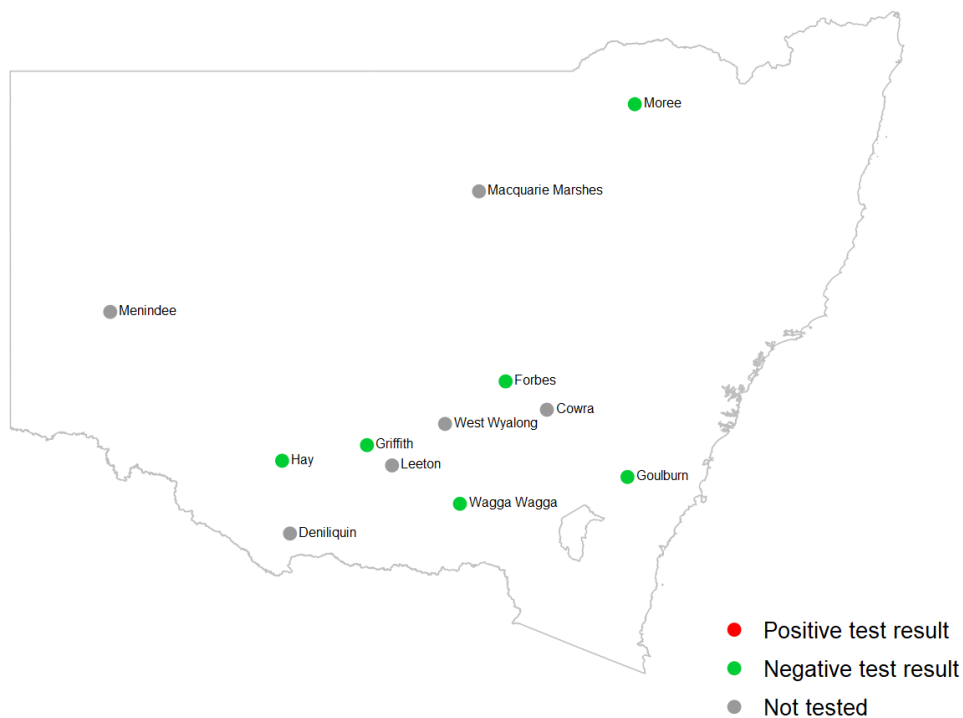 Moree
Macquarie Marshes
Menindee
Forbes
Cowra
West Wyalong
Griffith
Hay
Leeton
Goulburn
Wagga Wagga
Deniliquin
Positive test result
Negative test result
Not tested